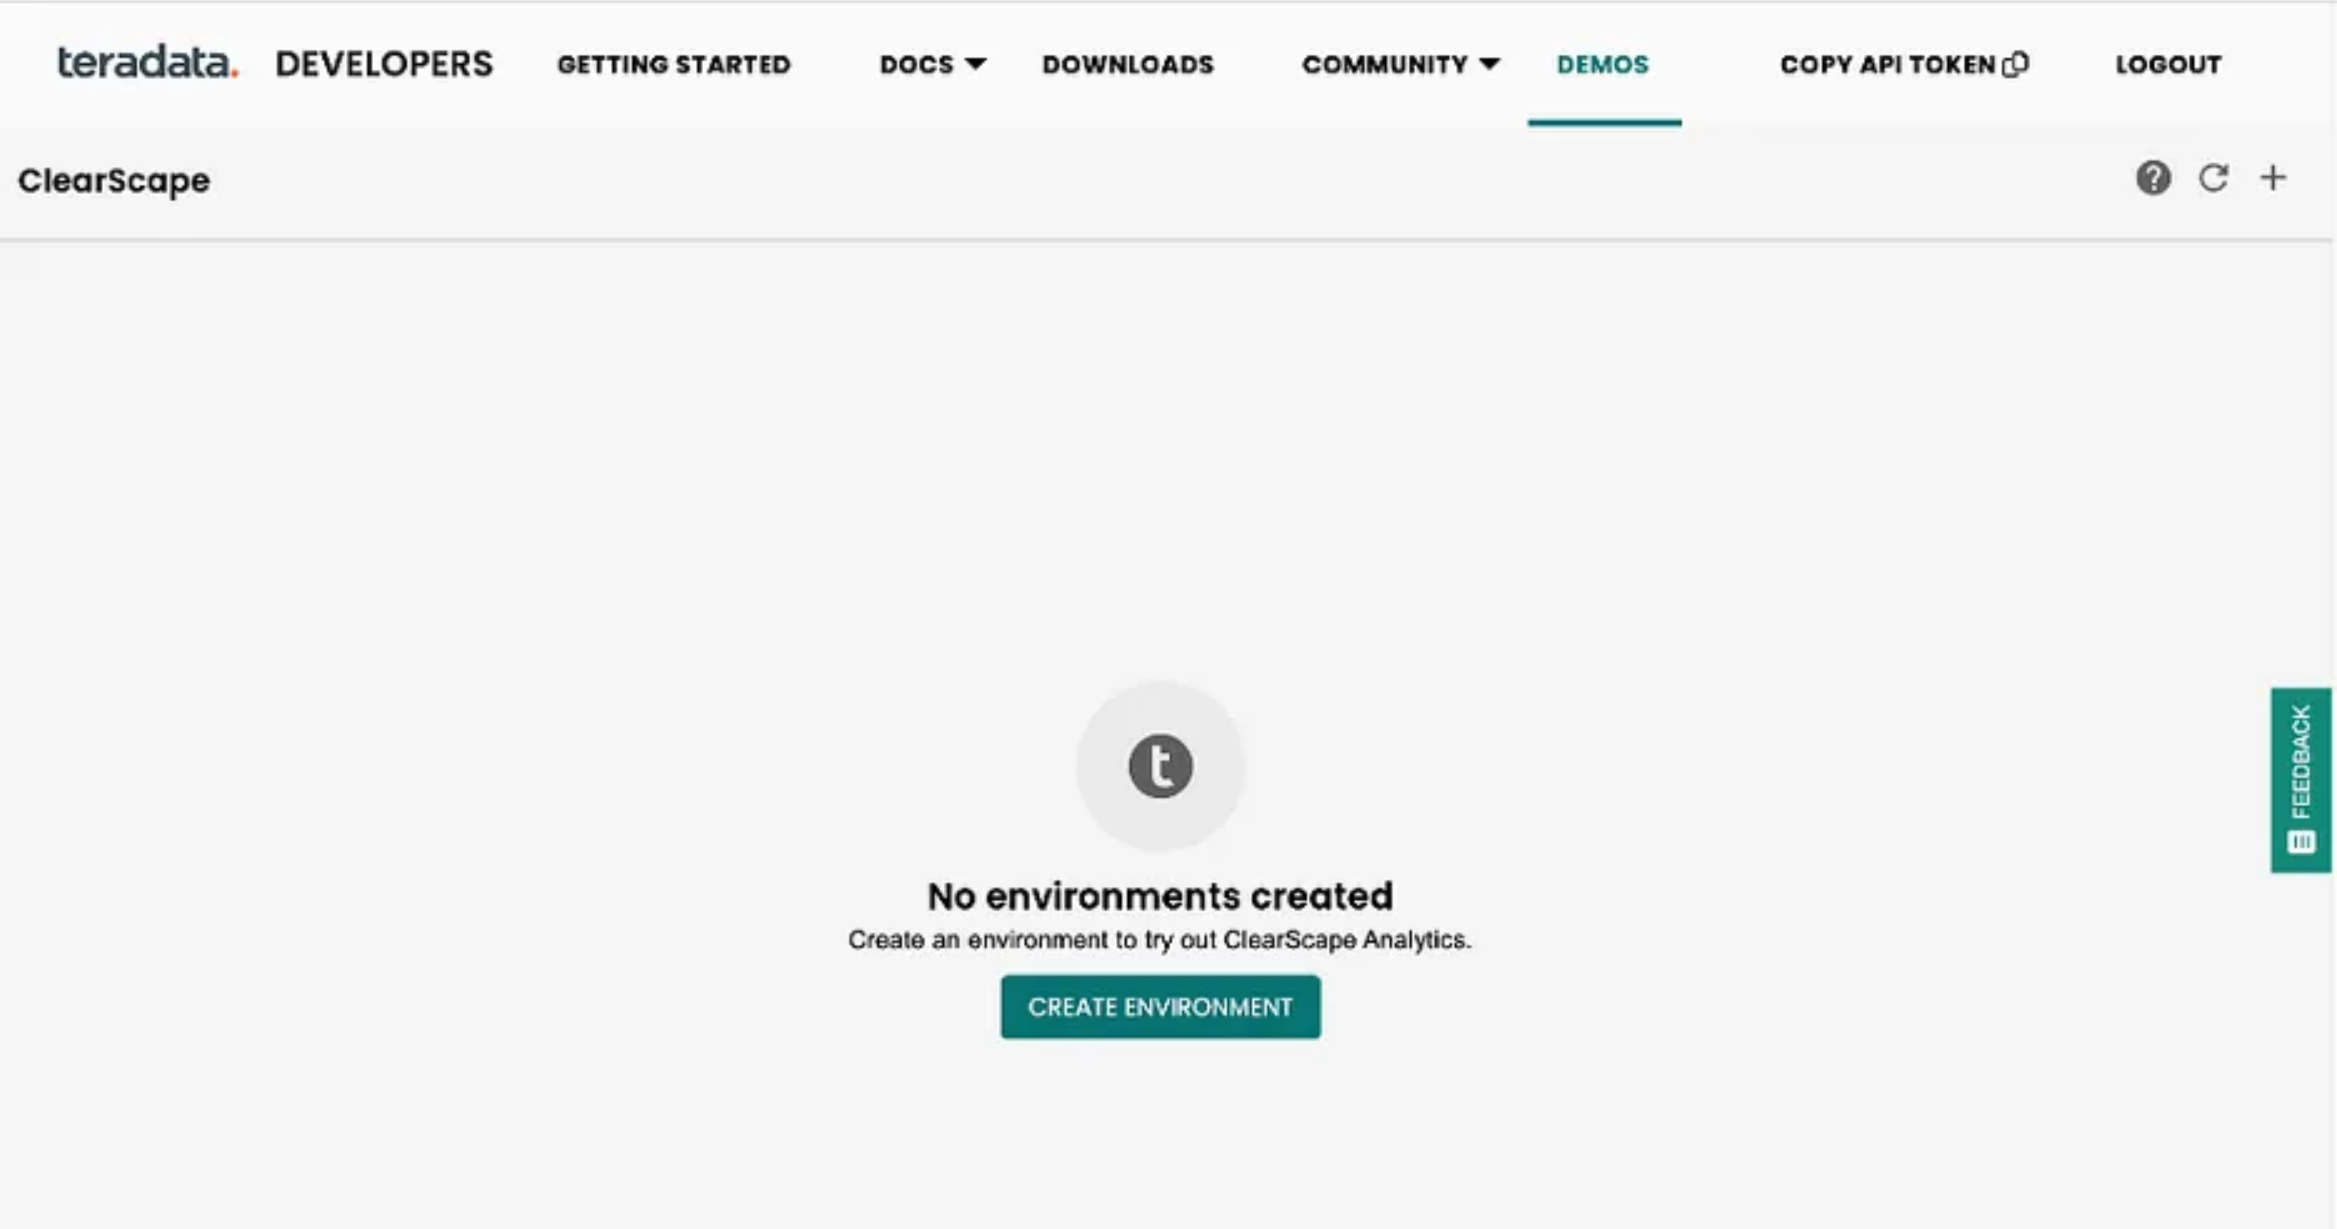 teradata. DEVELOPERS GETTING STARTED DOCS DOWNLOADS COMMUNITY DEMOS COPY API TOKEN LOGOUT
ClearScape
t
No environments created
Create an environment to try out ClearScape Analytics.
CREATE ENVIRONMENT
FEEDBACK